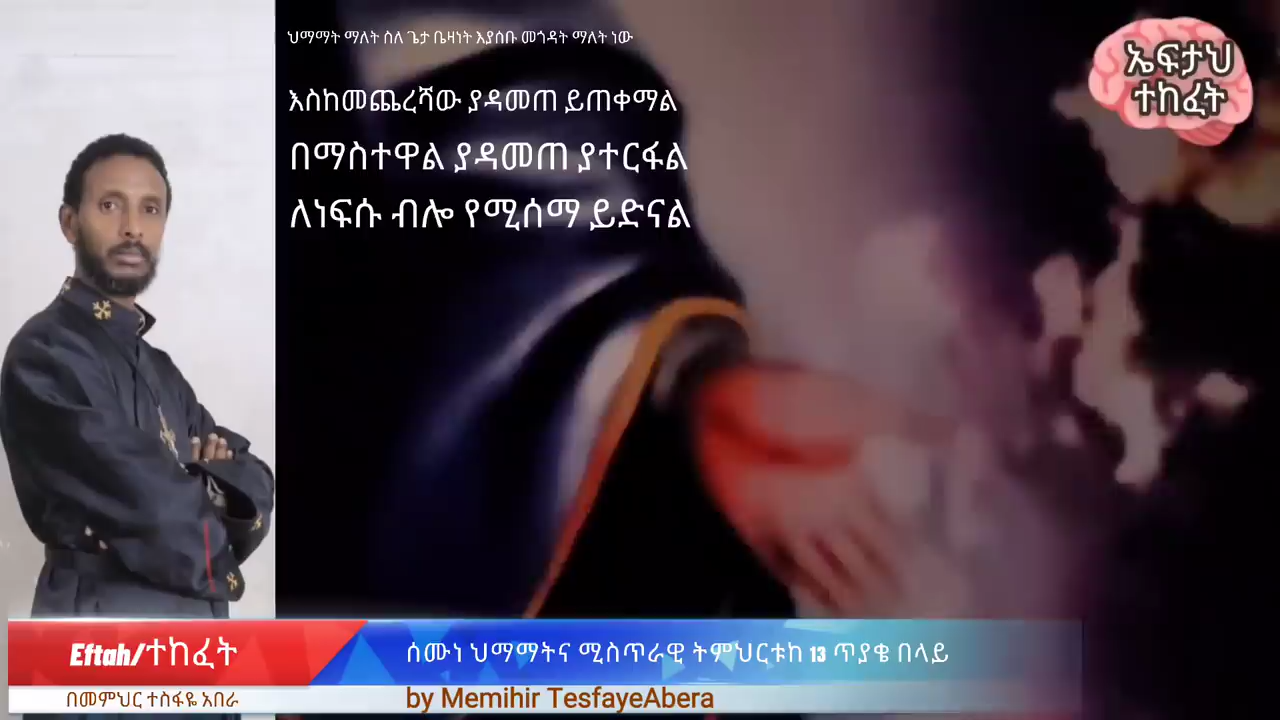 ህማማት ማለት ስለ ጌታ ቤዛነት እያሰቡ መጎዳት ማለት ነው
እስከመጨረሻው ያዳመጠ ይጠቀማል
በማስተዋል ያዳመጠ ያተርፋል
ለነፍሱ ብሎ የሚሰማ ይድናል
ኤፍታህ
ተከፈት
Eftah/ተከፈት
ሰሙነ ህማማትና ሚስጥራዊ ትምህርቱከ 13 ጥያቄ በላይ
በመምህር ተስፋዬ አበራ
by Memihir TesfayeAbera